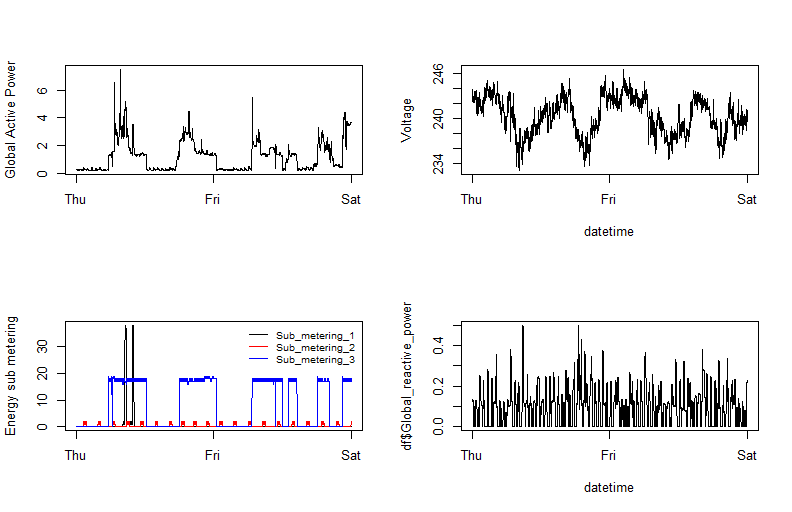 Global Active Power
0 2 4 6
Thu Fri Sat
Voltage
234 240 246
Thu Fri Sat
datetime
Energy sub metering
0 10 20 30
Sub_metering_1
Sub_metering_2
Sub_metering_3
Thu Fri Sat
df$Global_reactive_power
0.0 0.2 0.4
Thu Fri Sat
datetime